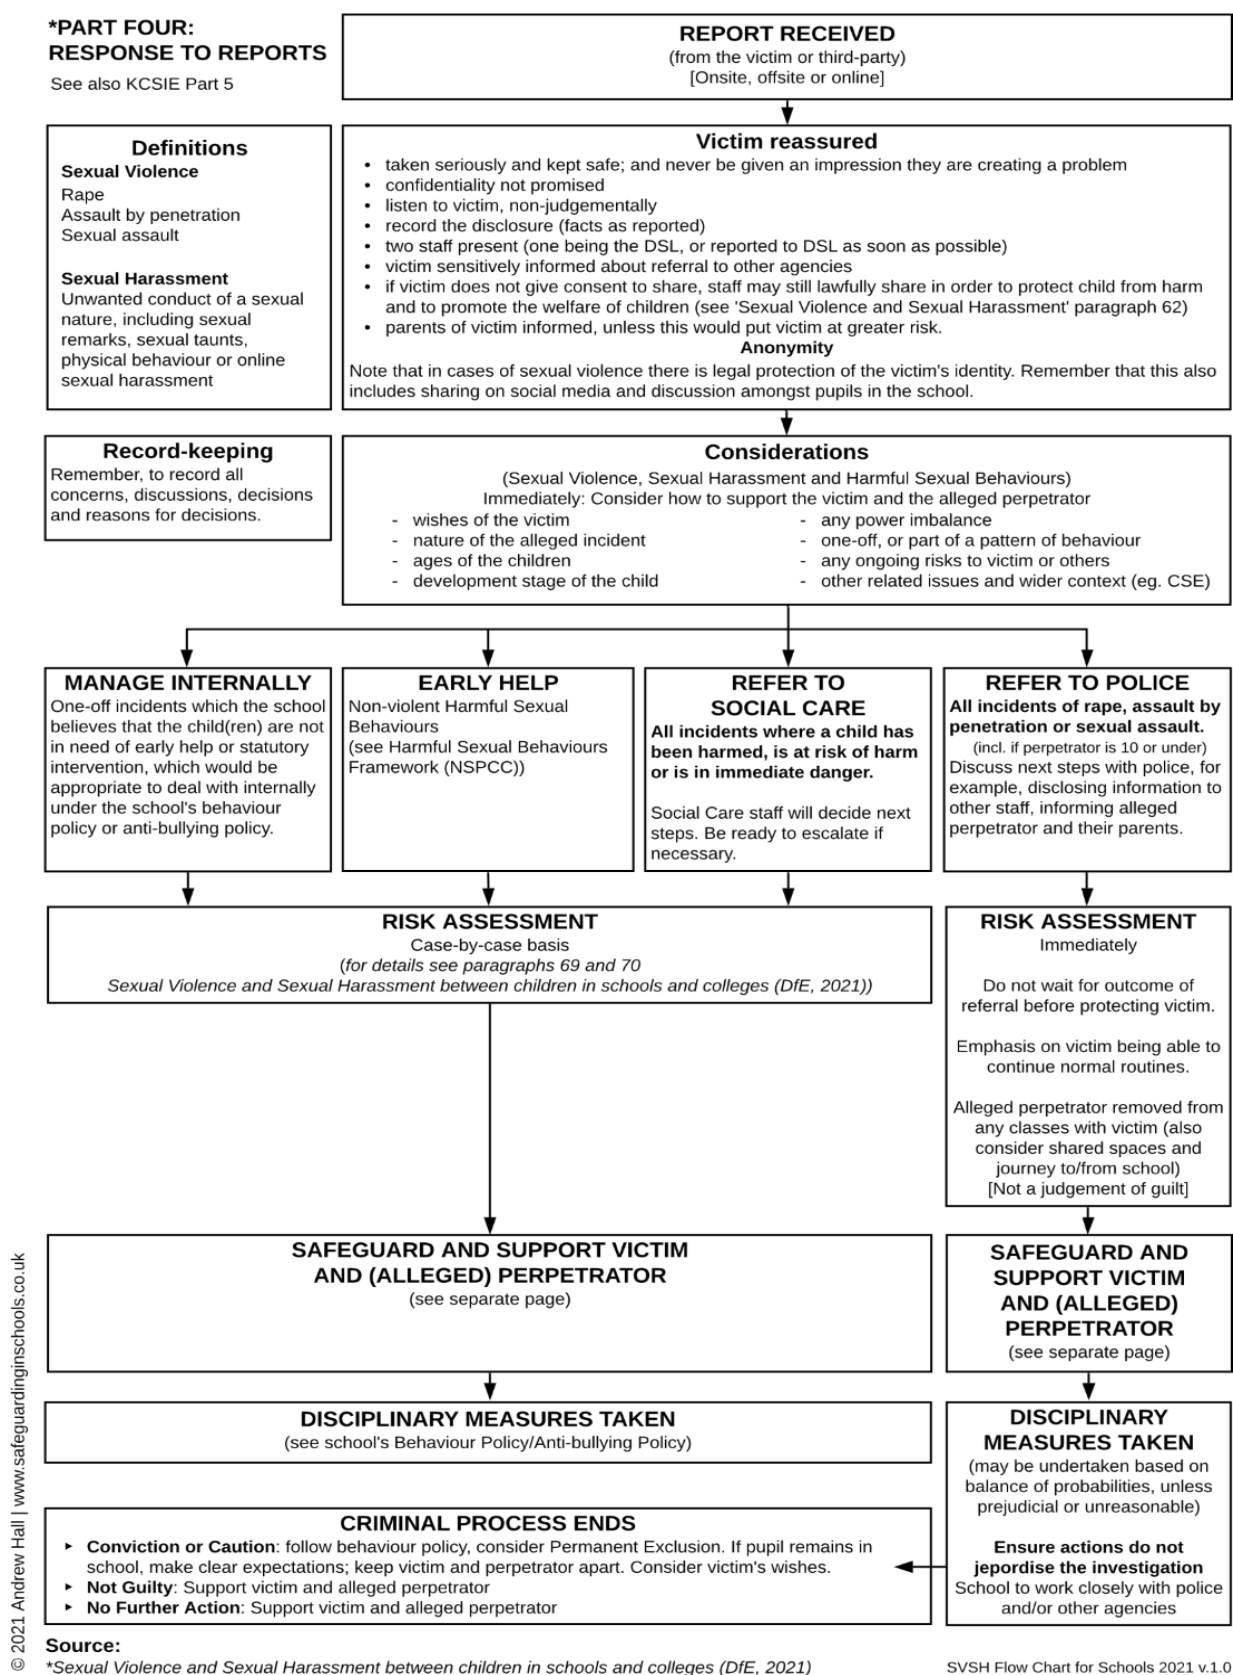 *PART FOUR:
RESPONSE TO REPORTS
See also KCSIE Part 5
REPORT RECEIVED
(from the victim or third-party)
[Onsite, offsite or online]
Definitions
Sexual Violence
Rape
Assault by penetration
Sexual assault
Sexual Harassment
Unwanted conduct of a sexual
nature, including sexual
remarks, sexual taunts,
physical behaviour or online
sexual harassment
Victim reassured
• taken seriously and kept safe; and never be given an impression they are creating a problem
• confidentiality not promised
• listen to victim, non-judgementally
• record the disclosure (facts as reported)
• two staff present (one being the DSL, or reported to DSL as soon as possible)
• victim sensitively informed about referral to other agencies
• if victim does not give consent to share, staff may still lawfully share in order to protect child from harm
and to promote the welfare of children (see 'Sexual Violence and Sexual Harassment' paragraph 62)
• parents of victim informed, unless this would put victim at greater risk.
Anonymity
Note that in cases of sexual violence there is legal protection of the victim's identity. Remember that this also
includes sharing on social media and discussion amongst pupils in the school.
Record-keeping
Remember, to record all
concerns, discussions, decisions
and reasons for decisions.
Considerations
(Sexual Violence, Sexual Harassment and Harmful Sexual Behaviours)
Immediately: Consider how to support the victim and the alleged perpetrator
- wishes of the victim
- nature of the alleged incident
- ages of the children
- development stage of the child
- any power imbalance
- one-off, or part of a pattern of behaviour
- any ongoing risks to victim or others
- other related issues and wider context (eg. CSE)
MANAGE INTERNALLY
One-off incidents which the school
believes that the child(ren) are not
in need of early help or statutory
intervention, which would be
appropriate to deal with internally
under the school's behaviour
policy or anti-bullying policy.
EARLY HELP
Non-violent Harmful Sexual
Behaviours
(see Harmful Sexual Behaviours
Framework (NSPCC))
REFER TO
SOCIAL CARE
All incidents where a child has
been harmed, is at risk of harm
or is in immediate danger.
Social Care staff will decide next
steps. Be ready to escalate if
necessary.
REFER TO POLICE
All incidents of rape, assault by
penetration or sexual assault.
(incl. if perpetrator is 10 or under)
Discuss next steps with police, for
example, disclosing information to
other staff, informing alleged
perpetrator and their parents.
RISK ASSESSMENT
Case-by-case basis
(for details see paragraphs 69 and 70
Sexual Violence and Sexual Harassment between children in schools and colleges (DfE, 2021))
RISK ASSESSMENT
Immediately
Do not wait for outcome of
referral before protecting victim.
Emphasis on victim being able to
continue normal routines.
Alleged perpetrator removed from
any classes with victim (also
consider shared spaces and
journey to/from school)
[Not a judgement of guilt]
SAFEGUARD AND SUPPORT VICTIM
AND (ALLEGED) PERPETRATOR
(see separate page)
SAFEGUARD AND
SUPPORT VICTIM
AND (ALLEGED)
PERPETRATOR
(see separate page)
DISCIPLINARY MEASURES TAKEN
(see school's Behaviour Policy/Anti-bullying Policy)
DISCIPLINARY
MEASURES TAKEN
(may be undertaken based on
balance of probabilities, unless
prejudicial or unreasonable)
Ensure actions do not
jepordise the investigation
School to work closely with police
and/or other agencies
CRIMINAL PROCESS ENDS
▸ Conviction or Caution: follow behaviour policy, consider Permanent Exclusion. If pupil remains in
school, make clear expectations; keep victim and perpetrator apart. Consider victim's wishes.
▸ Not Guilty: Support victim and alleged perpetrator
▸ No Further Action: Support victim and alleged perpetrator
© 2021 Andrew Hall | www.safeguardinginschools.co.uk
Source:
*Sexual Violence and Sexual Harassment between children in schools and colleges (DfE, 2021)
SVSH Flow Chart for Schools 2021 v.1.0